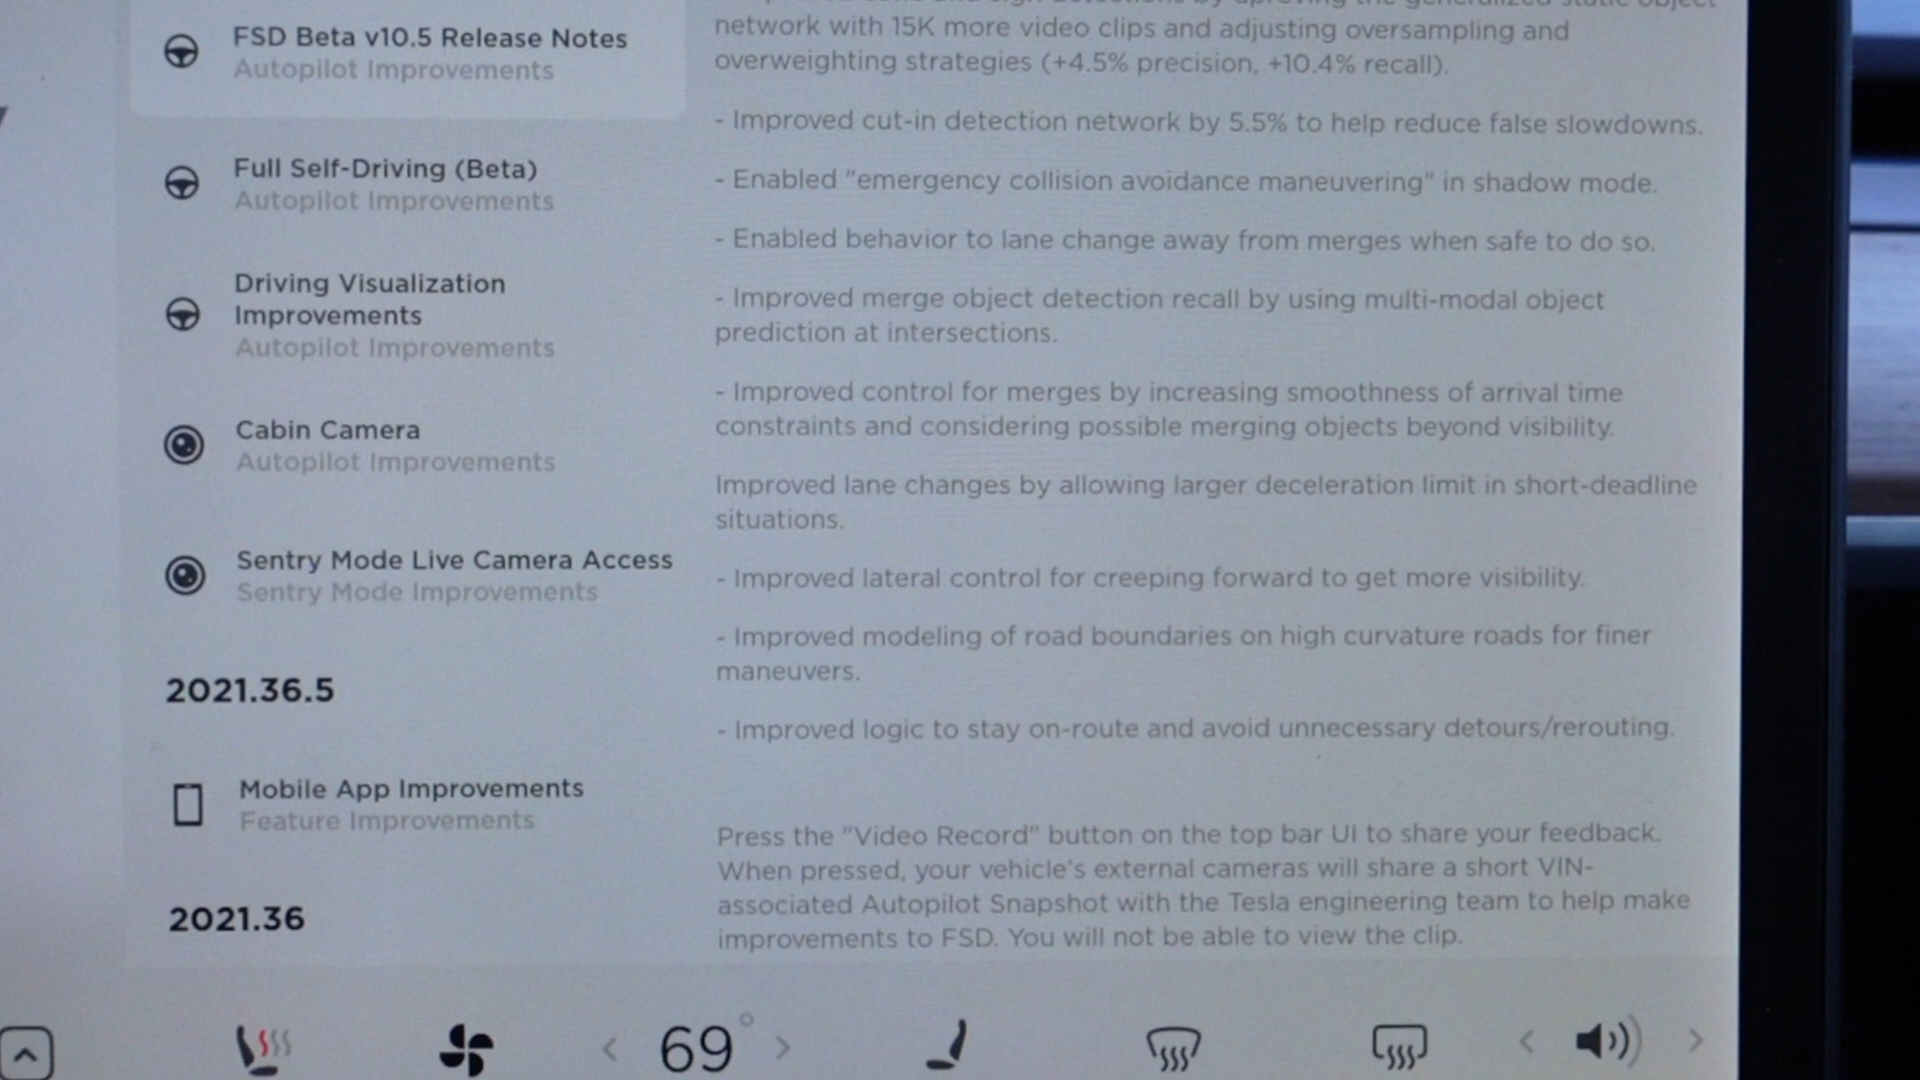 FSD Beta v10.5 Release Notes
Autopilot Improvements
Full Self-Driving (Beta)
Autopilot Improvements
Driving Visualization
Improvements
Autopilot Improvements
Cabin Camera
Autopilot Improvements
Sentry Mode Live Camera Access
Sentry Mode Improvements
2021.36.5
Mobile App Improvements
Feature Improvements
2021.36
network with 15K more video clips and adjusting oversampling and
overweighting strategies (+4.5% precision, +10.4% recall).
- Improved cut-in detection network by 5.5% to help reduce false slowdowns.
- Enabled "emergency collision avoidance maneuvering" in shadow mode.
- Enabled behavior to lane change away from merges when safe to do so.
- Improved merge object detection recall by using multi-modal object
prediction at intersections.
- Improved control for merges by increasing smoothness of arrival time
constraints and considering possible merging objects beyond visibility.
Improved lane changes by allowing larger deceleration limit in short-deadline
situations.
- Improved lateral control for creeping forward to get more visibility.
- Improved modeling of road boundaries on high curvature roads for finer
maneuvers.
- Improved logic to stay on-route and avoid unnecessary detours/rerouting.
Press the "Video Record" button on the top bar UI to share your feedback.
When pressed, your vehicle's external cameras will share a short VIN-
associated Autopilot Snapshot with the Tesla engineering team to help make
improvements to FSD. You will not be able to view the clip.
69°